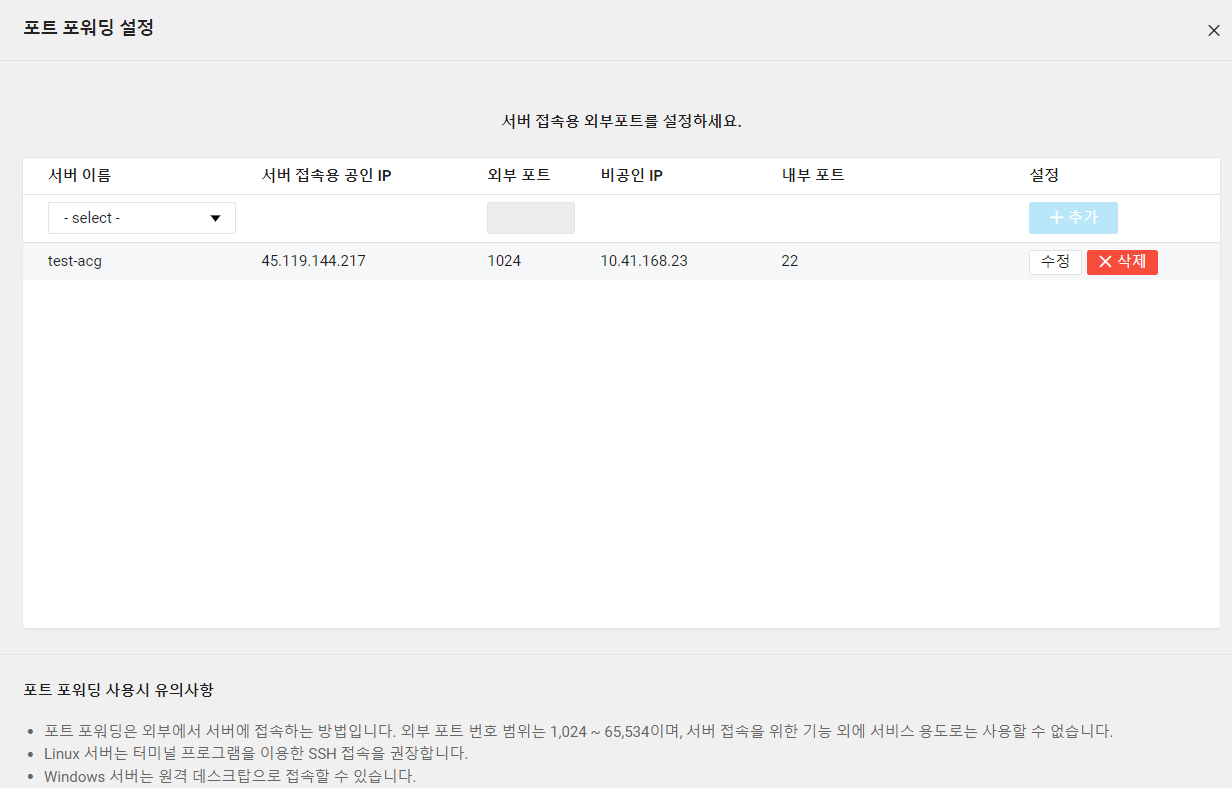 포트 포워딩 설정
서버 접속용 외부포트를 설정하세요.
서버 이름 서버 접속용 공인 IP 외부 포트 비공인 IP 내부 포트 설정
- select - + 추가
test-acg 45.119.144.217 1024 10.41.168.23 22 수정 × 삭제
포트 포워딩 사용시 유의사항
• 포트 포워딩은 외부에서 서버에 접속하는 방법입니다. 외부 포트 번호 범위는 1,024 ~ 65,534이며, 서버 접속을 위한 기능 외에 서비스 용도로는 사용할 수 없습니다.
• Linux 서버는 터미널 프로그램을 이용한 SSH 접속을 권장합니다.
• Windows 서버는 원격 데스크탑으로 접속할 수 있습니다.